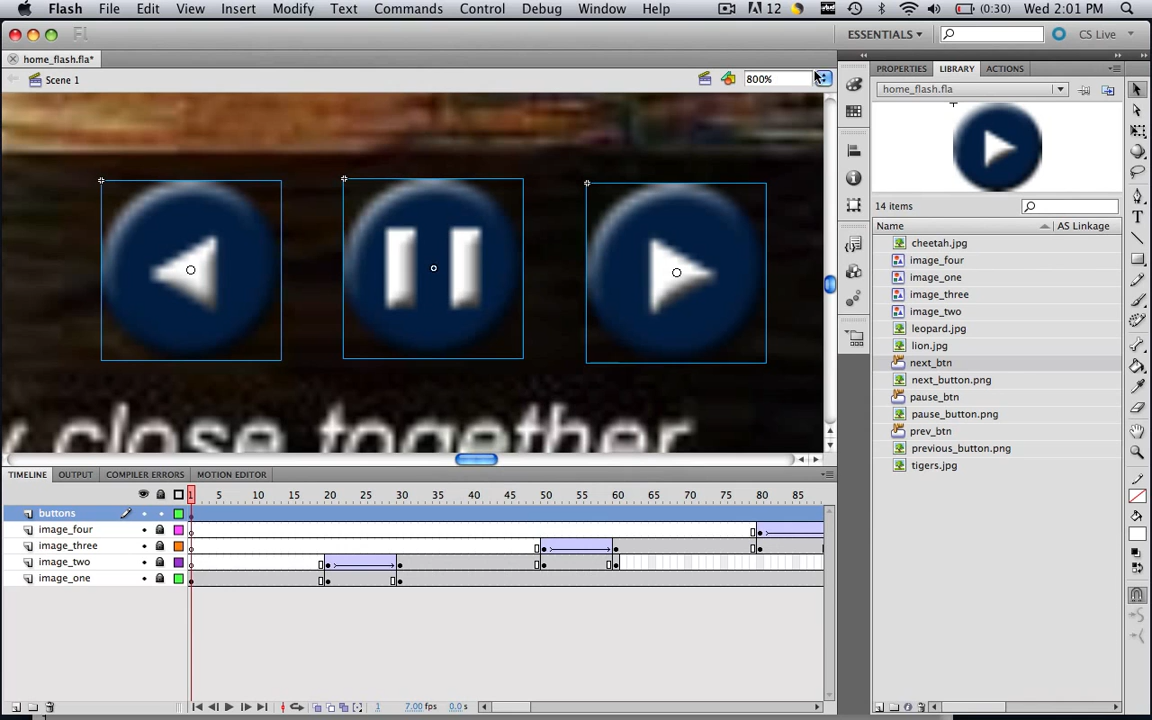 Flash File Edit View Insert Modify Text Commands Control Debug Window Help 12 (0:30) Wed 2:01 PM
ESSENTIALS CS Live
home_flash.fla*
PROPERTIES LIBRARY ACTIONS
Scene 1 800%
home_flash.fla
14 items
Name AS Linkage
cheetah.jpg
image_four
image_one
image_three
image_two
leopard.jpg
lion.jpg
next_btn
next_button.png
pause_btn
pause_button.png
prev_btn
previous_button.png
tigers.jpg
y close together
TIMELINE OUTPUT COMPILER ERRORS MOTION EDITOR
1 5 10 15 20 25 30 35 40 45 50 55 60 65 70 75 80 85
buttons
image_four
image_three
image_two
image_one
1 7.00 fps 0.0 s